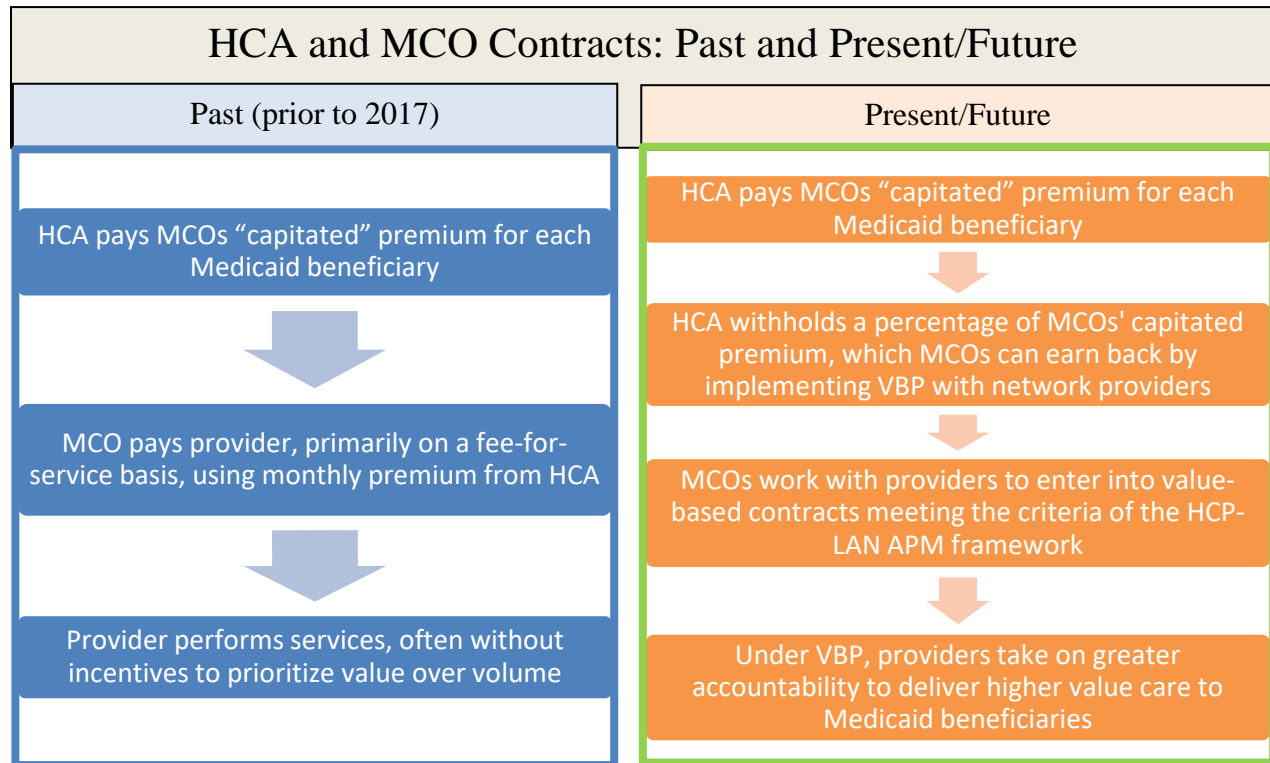 HCA and MCO Contracts: Past and Present/Future
Past (prior to 2017)
HCA pays MCOs “capitated” premium for each
Medicaid beneficiary
MCO pays provider, primarily on a fee-for-
service basis, using monthly premium from HCA
Provider performs services, often without
incentives to prioritize value over volume
Present/Future
HCA pays MCOs “capitated” premium for each
Medicaid beneficiary
HCA withholds a percentage of MCOs' capitated
premium, which MCOs can earn back by
implementing VBP with network providers
MCOs work with providers to enter into value-
based contracts meeting the criteria of the HCP-
LAN APM framework
Under VBP, providers take on greater
accountability to deliver higher value care to
Medicaid beneficiaries